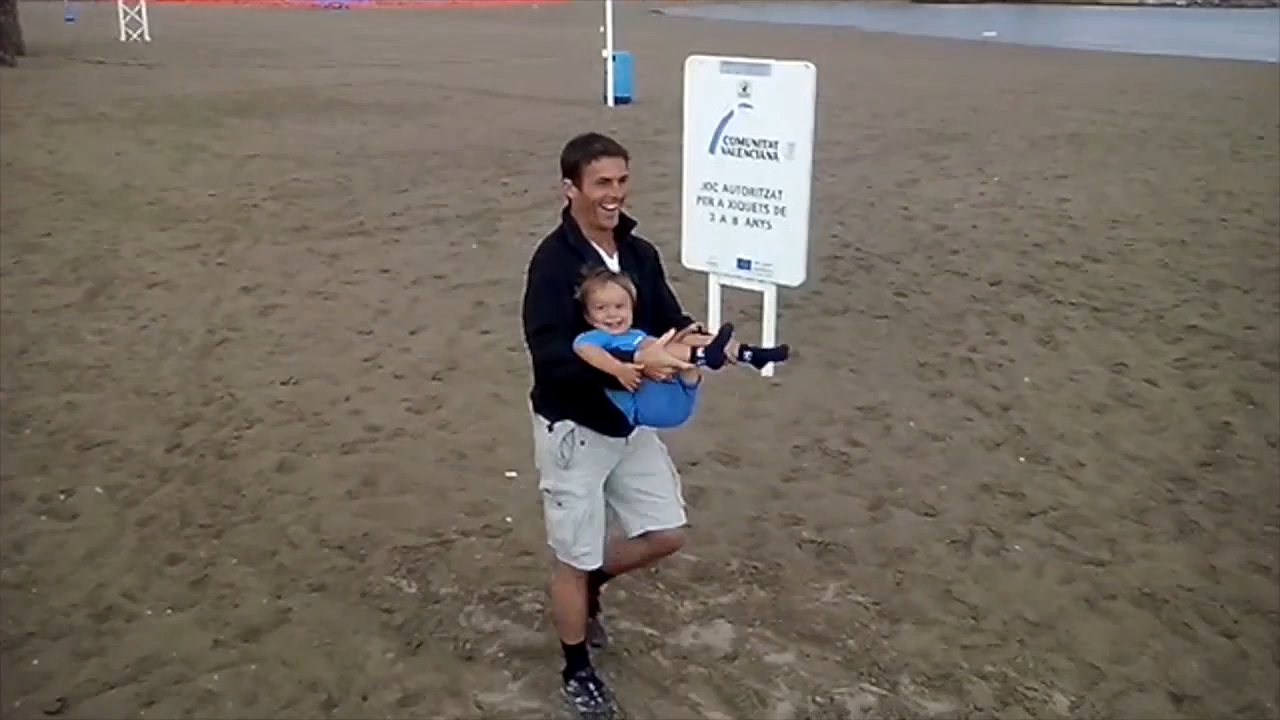 COMUNITAT
VALENCIANA
JOC AUTORITZAT
PER A XIQUETS DE
3 A 8 ANYS